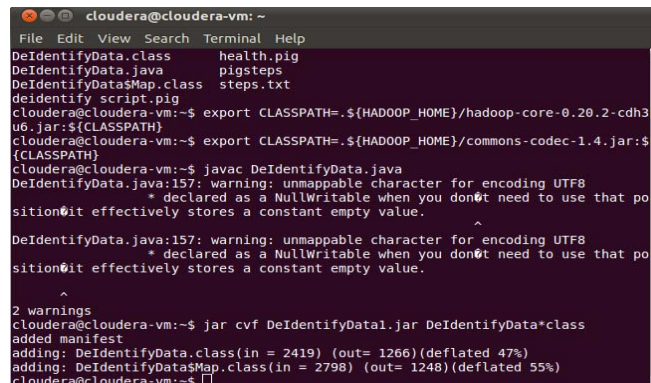 cloudera@cloudera-vm: ~
File Edit View Search Terminal Help
DeIdentifyData.class health.pig
DeIdentifyData.java pigsteps
DeIdentifyData$Map.class steps.txt
deidentify script.pig
cloudera@cloudera-vm:~$ export CLASSPATH=.${HADOOP_HOME}/hadoop-core-0.20.2-cdh3
u6.jar:${CLASSPATH}
cloudera@cloudera-vm:~$ export CLASSPATH=.${HADOOP_HOME}/commons-codec-1.4.jar:$
{CLASSPATH}
cloudera@cloudera-vm:~$ javac DeIdentifyData.java
DeIdentifyData.java:157: warning: unmappable character for encoding UTF8
* declared as a NullWritable when you don�t need to use that po
sition�it effectively stores a constant empty value.
^
DeIdentifyData.java:157: warning: unmappable character for encoding UTF8
* declared as a NullWritable when you don�t need to use that po
sition�it effectively stores a constant empty value.
^
2 warnings
cloudera@cloudera-vm:~$ jar cvf DeIdentifyData1.jar DeIdentifyData*class
added manifest
adding: DeIdentifyData.class(in = 2419) (out= 1266)(deflated 47%)
adding: DeIdentifyData$Map.class(in = 2798) (out= 1248)(deflated 55%)
cloudera@cloudera-vm:~$